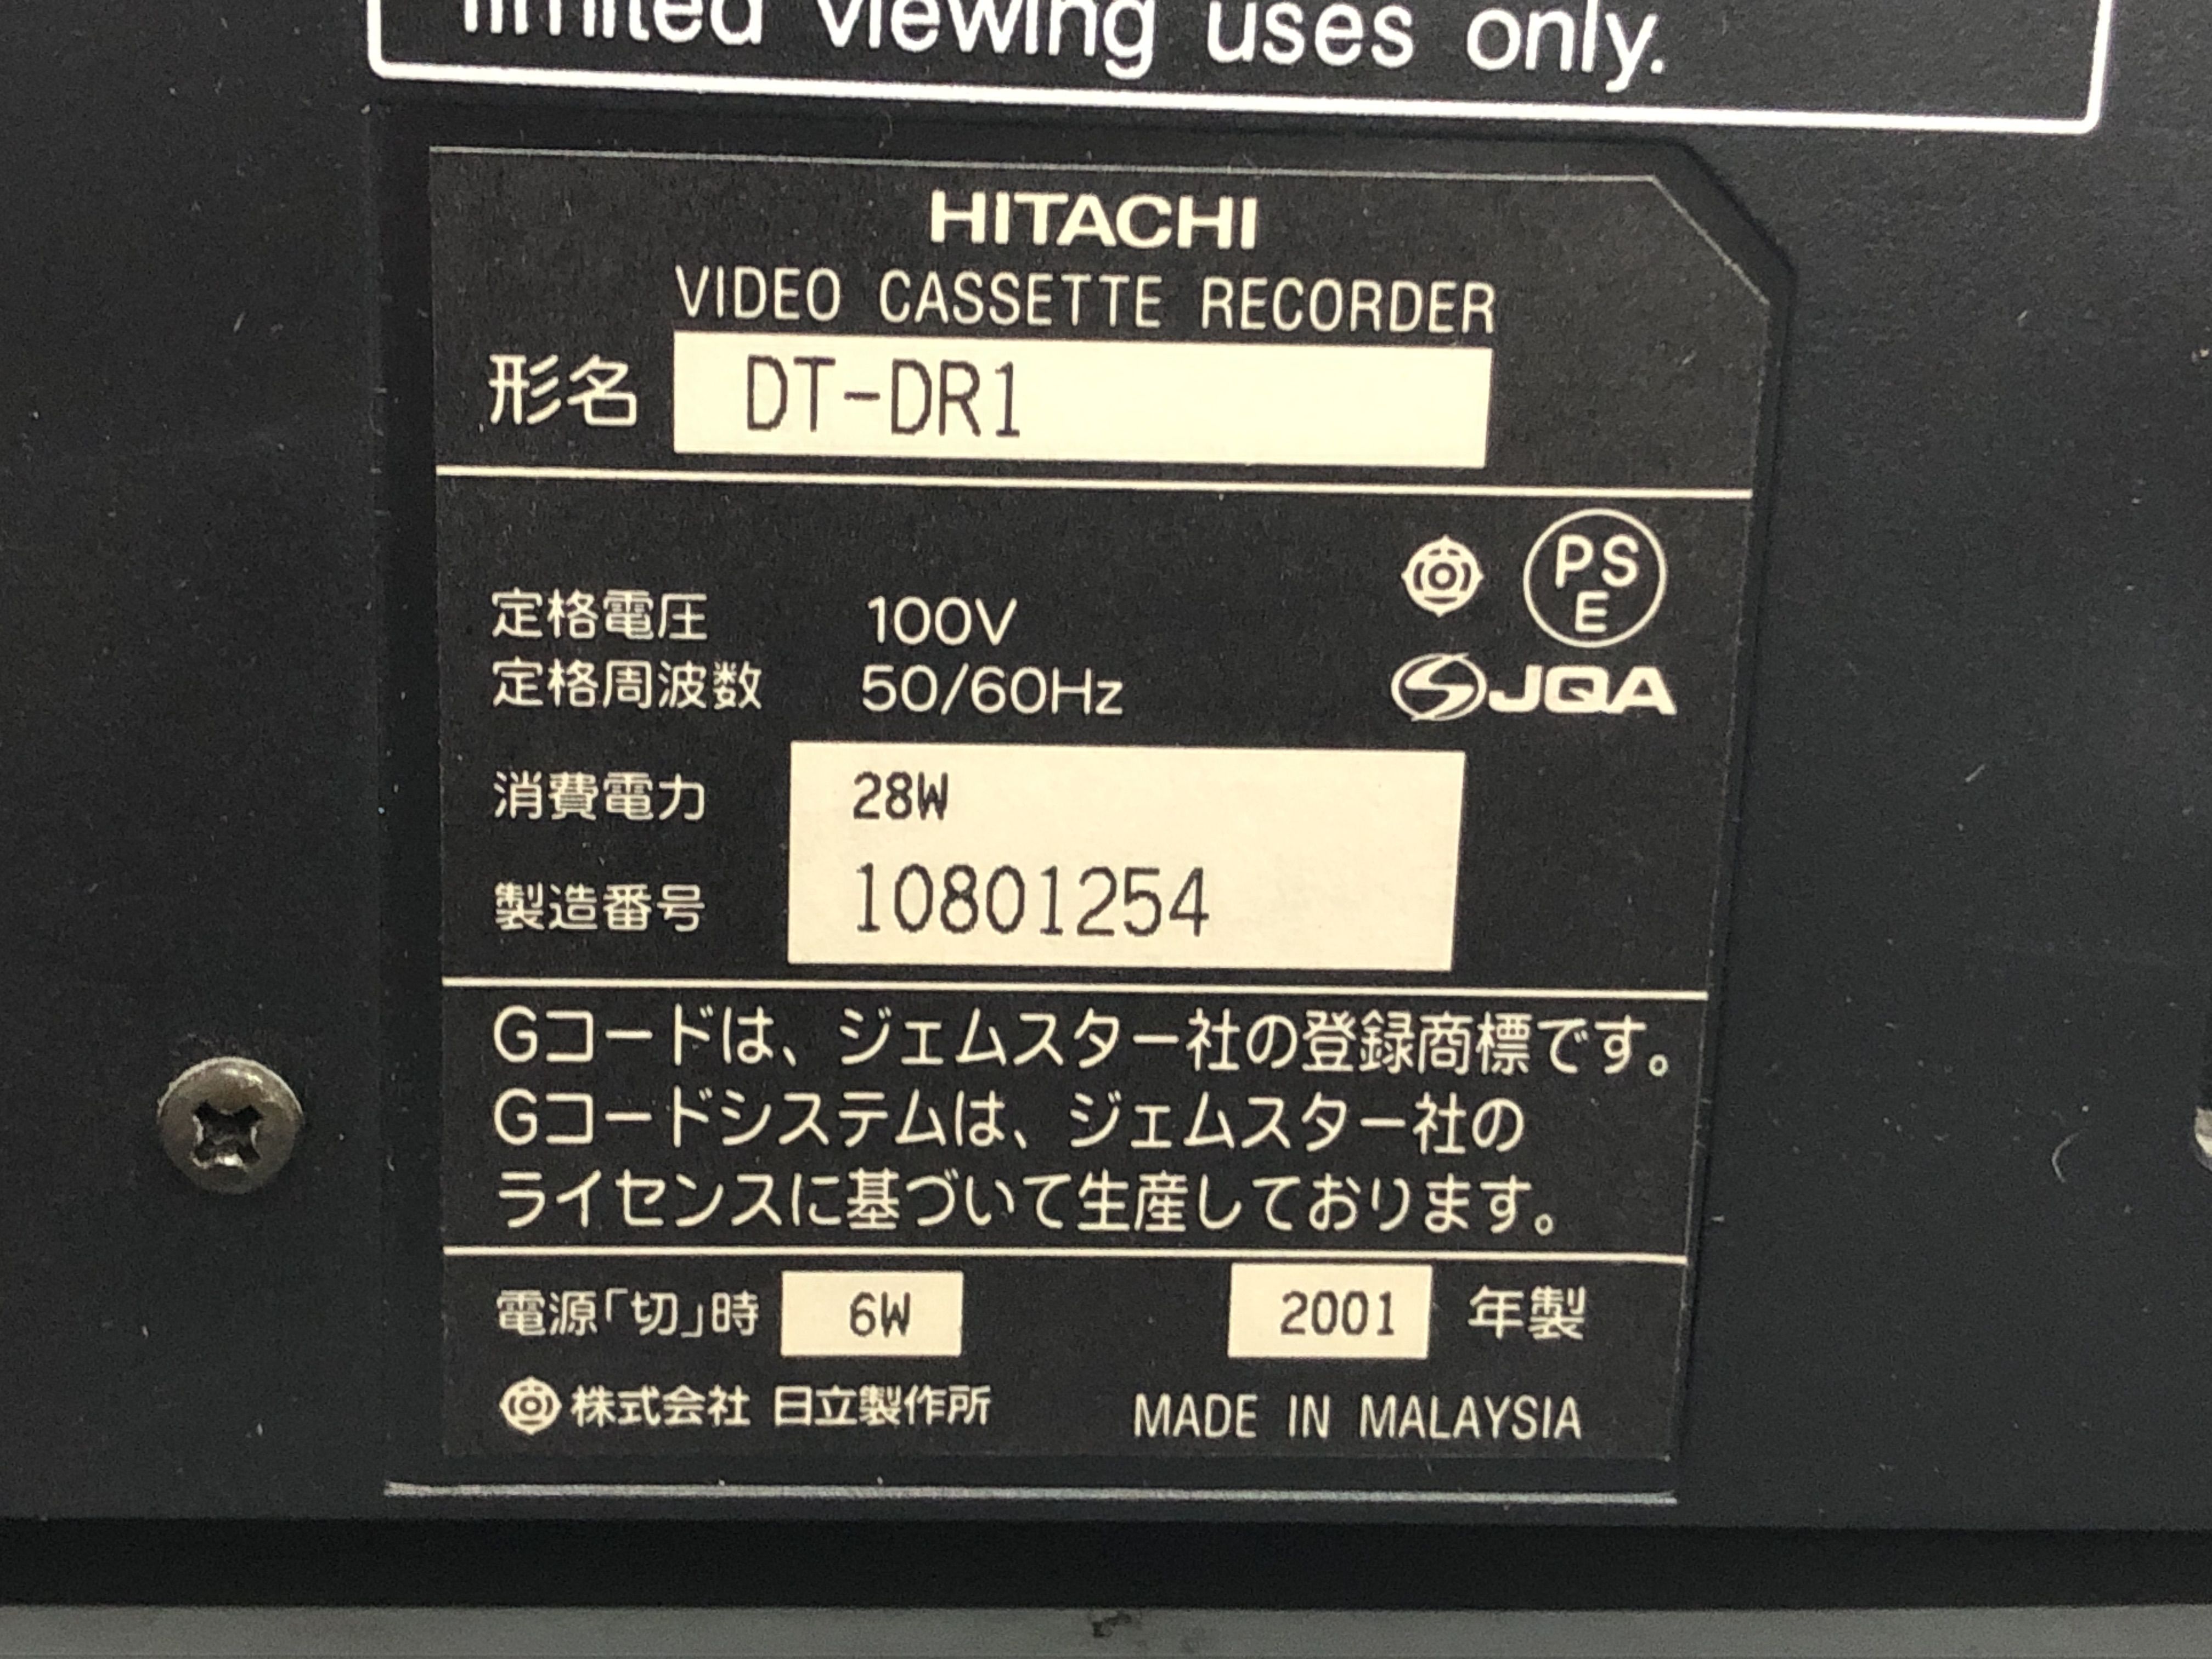 limited viewing uses only.
HITACHI
VIDEO CASSETTE RECORDER
形名 DT-DR1
PS
E
定格電圧 100V
定格周波数 50/60Hz
JQA
消費電力 28W
製造番号 10801254
Gコードは、ジェムスター社の登録商標です。
Gコードシステムは、ジェムスター社の
ライセンスに基づいて生産しております。
電源「切」時 6W 2001 年製
株式会社 日立製作所 MADE IN MALAYSIA